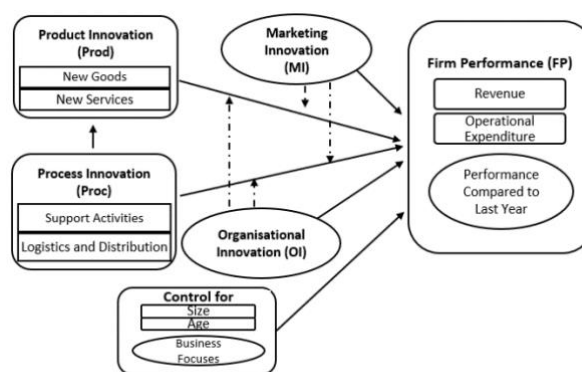 Product Innovation
(Prod)
New Goods
New Services
Process Innovation
(Proc)
Support Activities
Logistics and Distribution
Marketing
Innovation
(MI)
Organisational
Innovation (OI)
Control for
Size
Age
Business
Focuses
Firm Performance (FP)
Revenue
Operational
Expenditure
Performance
Compared to
Last Year